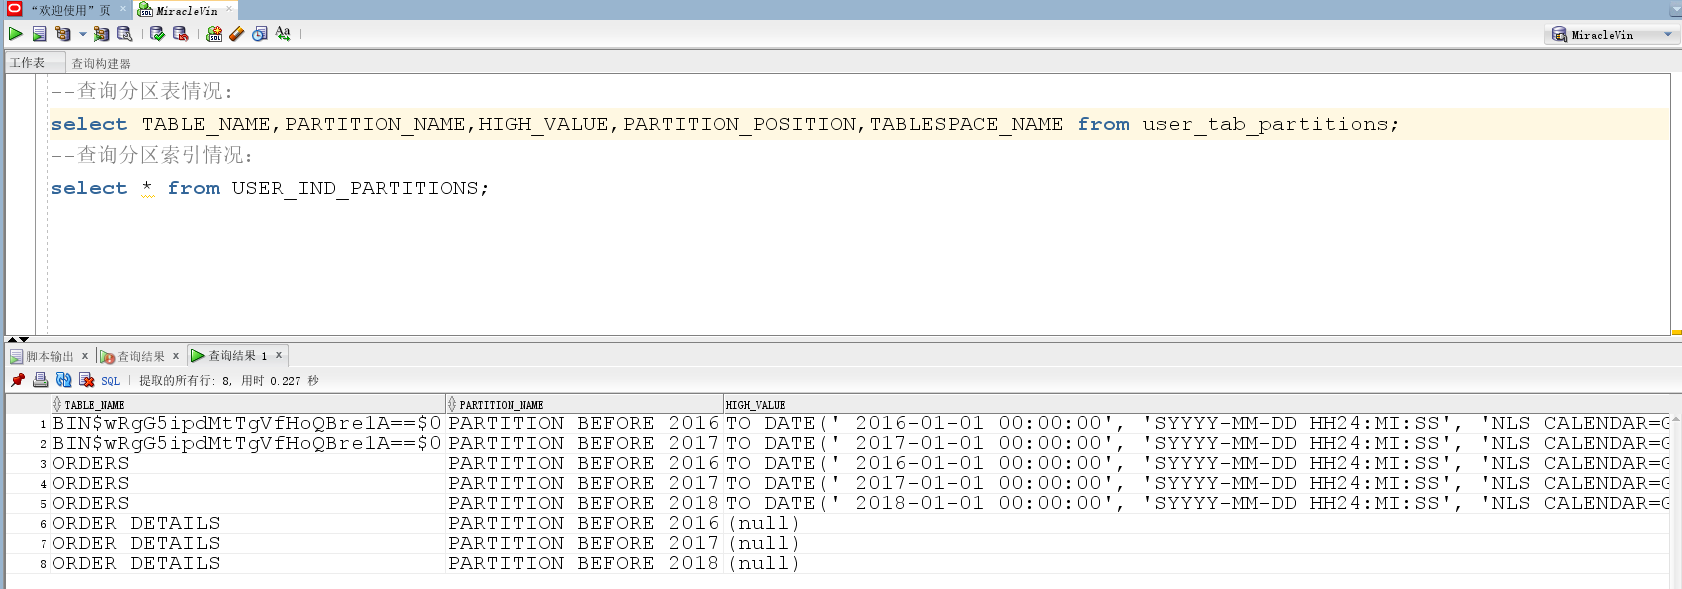 “欢迎使用”页 MiracleVin
MiracleVin
工作表 查询构建器
--查询分区表情况:
select TABLE_NAME,PARTITION_NAME,HIGH_VALUE,PARTITION_POSITION,TABLESPACE_NAME from user_tab_partitions;
--查询分区索引情况:
select * from USER_IND_PARTITIONS;
脚本输出 x 查询结果 x 查询结果 1 x
SQL | 提取的所有行: 8, 用时 0.227 秒
TABLE_NAME PARTITION_NAME HIGH_VALUE
1 BIN$wRgG5ipdMtTgVfHoQBre1A==$0 PARTITION BEFORE 2016 TO DATE(' 2016-01-01 00:00:00', 'SYYYY-MM-DD HH24:MI:SS', 'NLS CALENDAR=G
2 BIN$wRgG5ipdMtTgVfHoQBre1A==$0 PARTITION BEFORE 2017 TO DATE(' 2017-01-01 00:00:00', 'SYYYY-MM-DD HH24:MI:SS', 'NLS CALENDAR=G
3 ORDERS PARTITION BEFORE 2016 TO DATE(' 2016-01-01 00:00:00', 'SYYYY-MM-DD HH24:MI:SS', 'NLS CALENDAR=G
4 ORDERS PARTITION BEFORE 2017 TO DATE(' 2017-01-01 00:00:00', 'SYYYY-MM-DD HH24:MI:SS', 'NLS CALENDAR=G
5 ORDERS PARTITION BEFORE 2018 TO DATE(' 2018-01-01 00:00:00', 'SYYYY-MM-DD HH24:MI:SS', 'NLS CALENDAR=G
6 ORDER DETAILS PARTITION BEFORE 2016 (null)
7 ORDER DETAILS PARTITION BEFORE 2017 (null)
8 ORDER DETAILS PARTITION BEFORE 2018 (null)